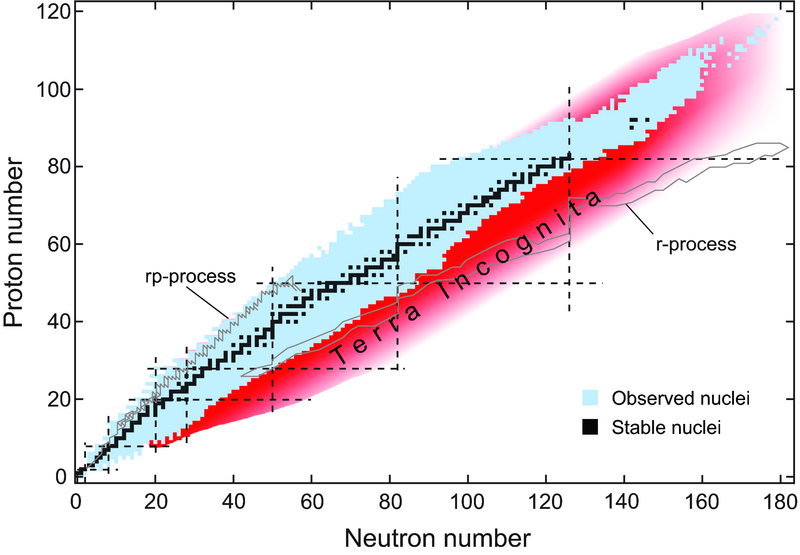 120
100
80
60
40
20
0
Proton number
rp-process
r-process
Terra Incognita
Observed nuclei
Stable nuclei
0
20
40
60
80
100
120
140
160
180
Neutron number